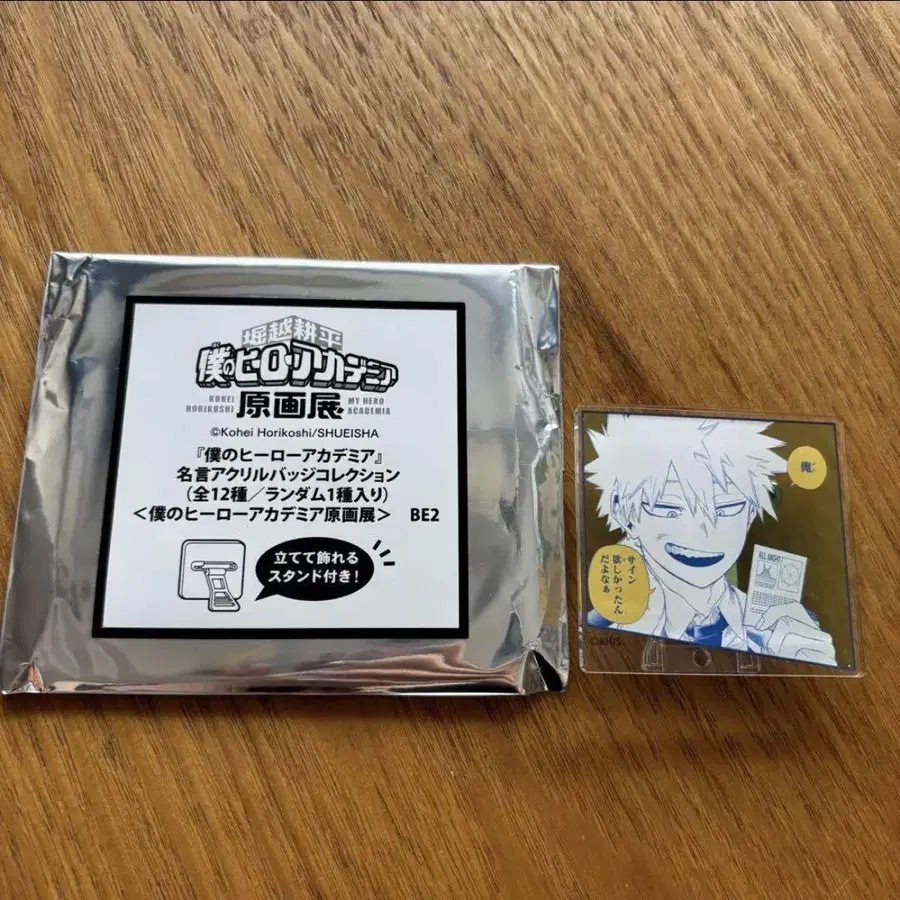 堀越耕平
僕のヒーローアカデミア
KOHEI
HORIKOSHI
原画展
MY HERO
ACADEMIA
©Kohei Horikoshi/SHUEISHA
『僕のヒーローアカデミア』
名言アクリルバッジコレクション
(全12種/ランダム1種入り)
<僕のヒーローアカデミア原画展> BE2
立てて飾れる
スタンド付き!
俺…
サイン
欲しかったん
だよなぁ
ALL MIGHT
©KH/S